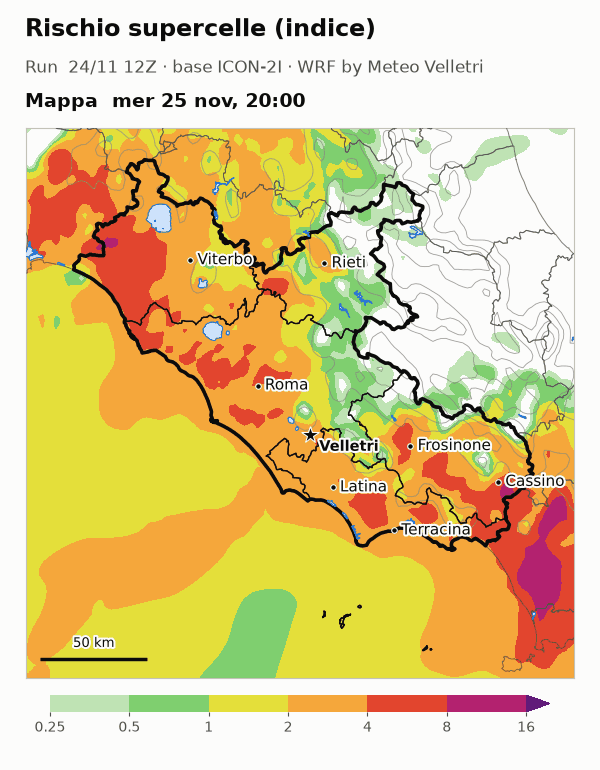 Rischio supercelle (indice)
Run  24/11 12Z · base ICON-2I · WRF by Meteo Velletri
Mappa  mer 25 nov, 20:00
Viterbo
Rieti
Roma
Velletri
Frosinone
Latina
Cassino
Terracina
50 km
0.25 0.5 1 2 4 8 16